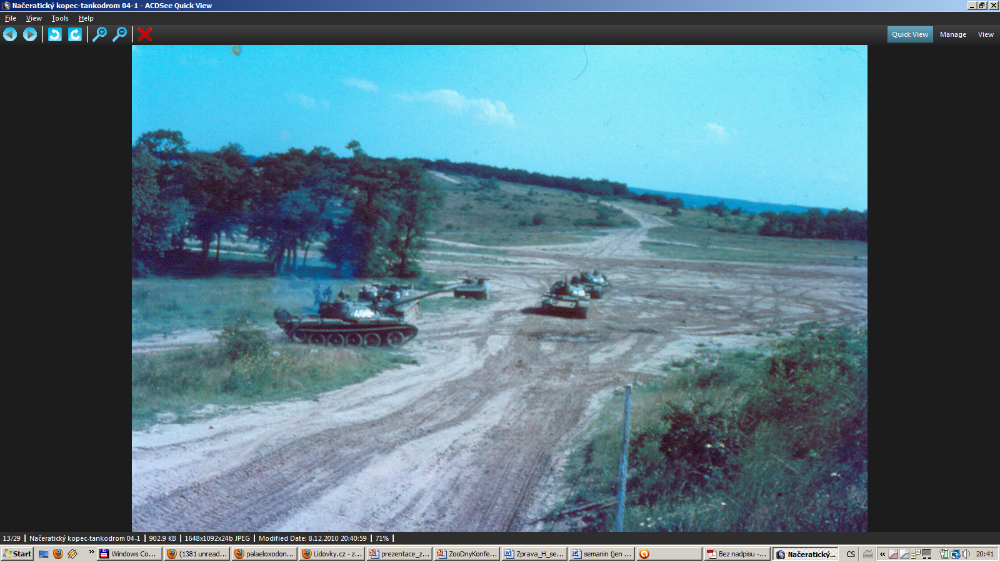 Načeratický kopec-tankodrom 04-1 - ACDSee Quick View
File View Tools Help
Quick View Manage View
13/29 | Načeratický kopec-tankodrom 04-1 | 902.9 KB | 1648x1092x24b JPEG | Modified Date: 8.12.2010 20:40:59 | 71% |
Start » Windows Co... (1381 unread... palaeloxodon... Lidovky.cz - z... prezentace_z... ZooDnyKonfe... Zprava_H_se... semanin (jen ... Bez nadpisu -... Načeratický... CS « 20:41